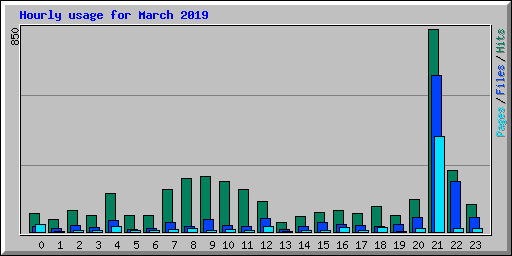 Hourly usage for March 2019
850
Pages/Files/Hits
0 1 2 3 4 5 6 7 8 9 10 11 12 13 14 15 16 17 18 19 20 21 22 23